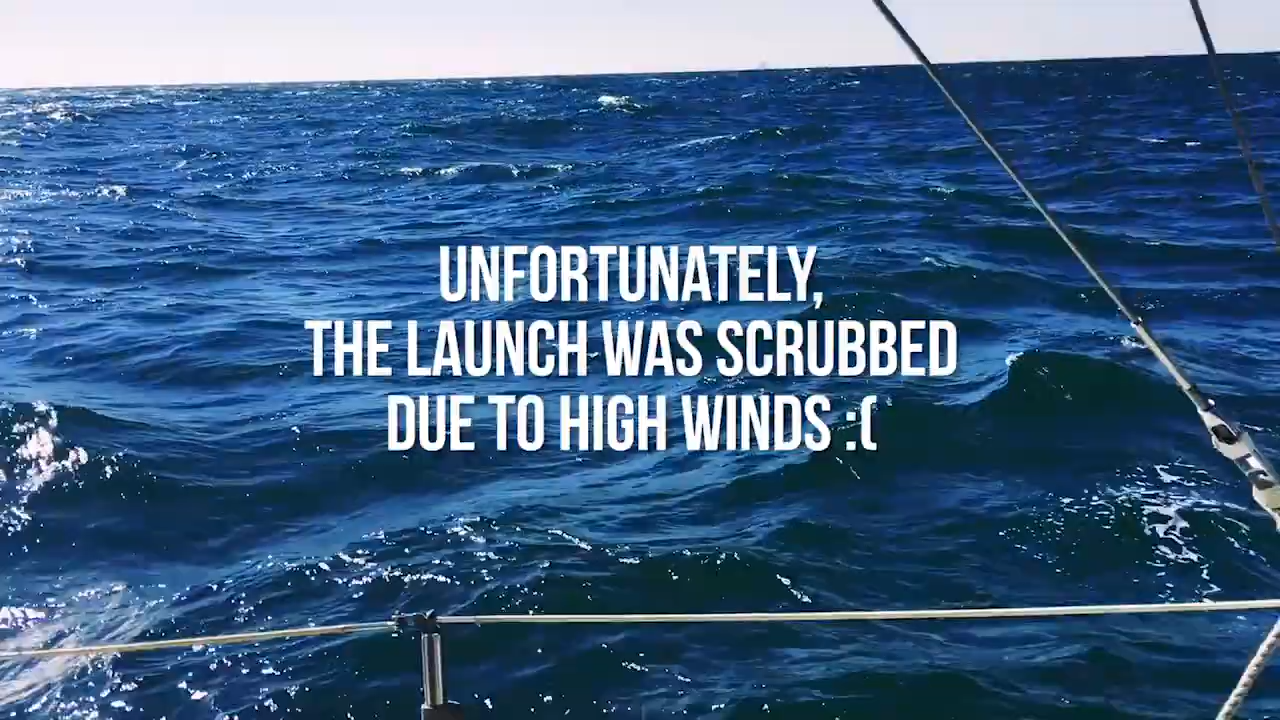 UNFORTUNATELY,
THE LAUNCH WAS SCRUBBED
DUE TO HIGH WINDS :(